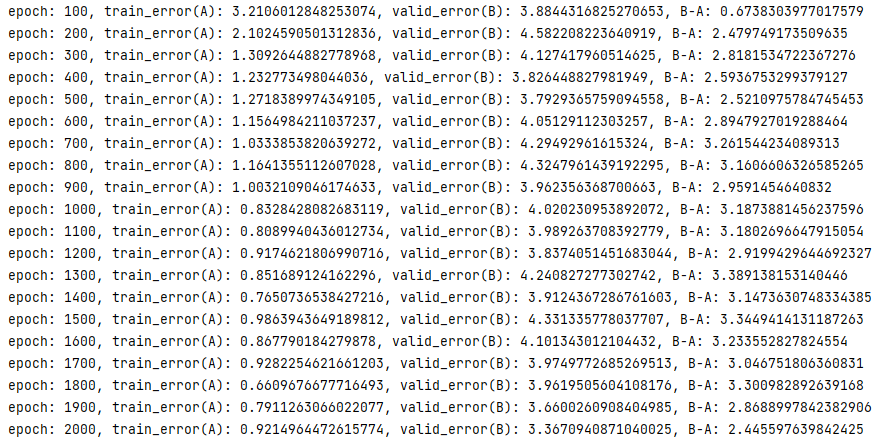 epoch: 100, train_error(A): 3.2106012848253074, valid_error(B): 3.8844316825270653, B-A: 0.6738303977017579
epoch: 200, train_error(A): 2.1024590501312836, valid_error(B): 4.582208223640919, B-A: 2.479749173509635
epoch: 300, train_error(A): 1.3092644882778968, valid_error(B): 4.127417960514625, B-A: 2.8181534722367276
epoch: 400, train_error(A): 1.232773498044036, valid_error(B): 3.826448827981949, B-A: 2.5936753299379127
epoch: 500, train_error(A): 1.2718389974349105, valid_error(B): 3.7929365759094558, B-A: 2.5210975784745453
epoch: 600, train_error(A): 1.1564984211037237, valid_error(B): 4.05129112303257, B-A: 2.8947927019288464
epoch: 700, train_error(A): 1.0333853820639272, valid_error(B): 4.29492961615324, B-A: 3.261544234089313
epoch: 800, train_error(A): 1.1641355112607028, valid_error(B): 4.3247961439192295, B-A: 3.1606606326585265
epoch: 900, train_error(A): 1.0032109046174633, valid_error(B): 3.962356368700663, B-A: 2.9591454640832
epoch: 1000, train_error(A): 0.8328428082683119, valid_error(B): 4.020230953892072, B-A: 3.1873881456237596
epoch: 1100, train_error(A): 0.8089940436012734, valid_error(B): 3.989263708392779, B-A: 3.1802696647915054
epoch: 1200, train_error(A): 0.9174621806990716, valid_error(B): 3.8374051451683044, B-A: 2.9199429644692327
epoch: 1300, train_error(A): 0.851689124162296, valid_error(B): 4.240827277302742, B-A: 3.389138153140446
epoch: 1400, train_error(A): 0.7650736538427216, valid_error(B): 3.9124367286761603, B-A: 3.1473630748334385
epoch: 1500, train_error(A): 0.9863943649189812, valid_error(B): 4.331335778037707, B-A: 3.3449414131187263
epoch: 1600, train_error(A): 0.867790184279878, valid_error(B): 4.101343012104432, B-A: 3.233552827824554
epoch: 1700, train_error(A): 0.9282254621661203, valid_error(B): 3.9749772685269513, B-A: 3.046751806360831
epoch: 1800, train_error(A): 0.6609676677716493, valid_error(B): 3.9619505604108176, B-A: 3.300982892639168
epoch: 1900, train_error(A): 0.7911263066022077, valid_error(B): 3.6600260908404985, B-A: 2.8688997842382906
epoch: 2000, train_error(A): 0.9214964472615774, valid_error(B): 3.3670940871040025, B-A: 2.445597639842425